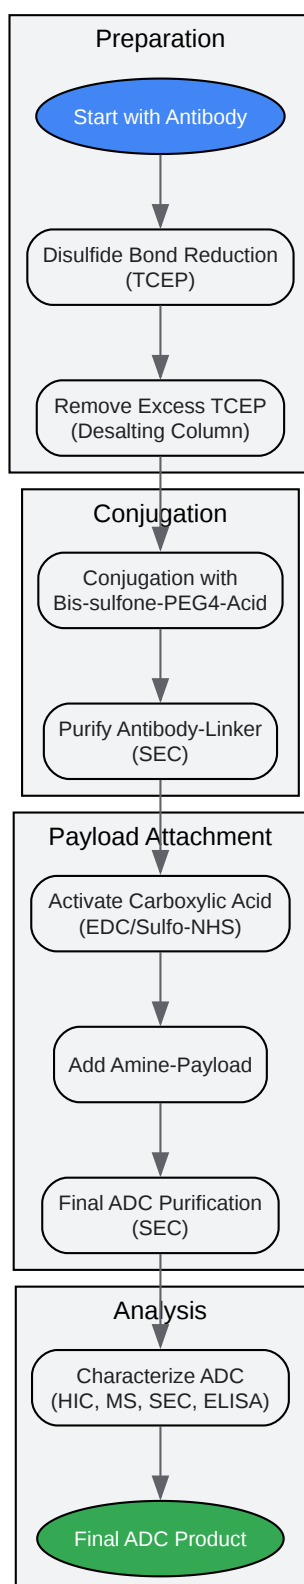 Preparation
Start with Antibody
Disulfide Bond Reduction
(TCEP)
Remove Excess TCEP
(Desalting Column)
Conjugation
Conjugation with
Bis-sulfone-PEG4-Acid
Purify Antibody-Linker
(SEC)
Payload Attachment
Activate Carboxylic Acid
(EDC/Sulfo-NHS)
Add Amine-Payload
Final ADC Purification
(SEC)
Analysis
Characterize ADC
(HIC, MS, SEC, ELISA)
Final ADC Product